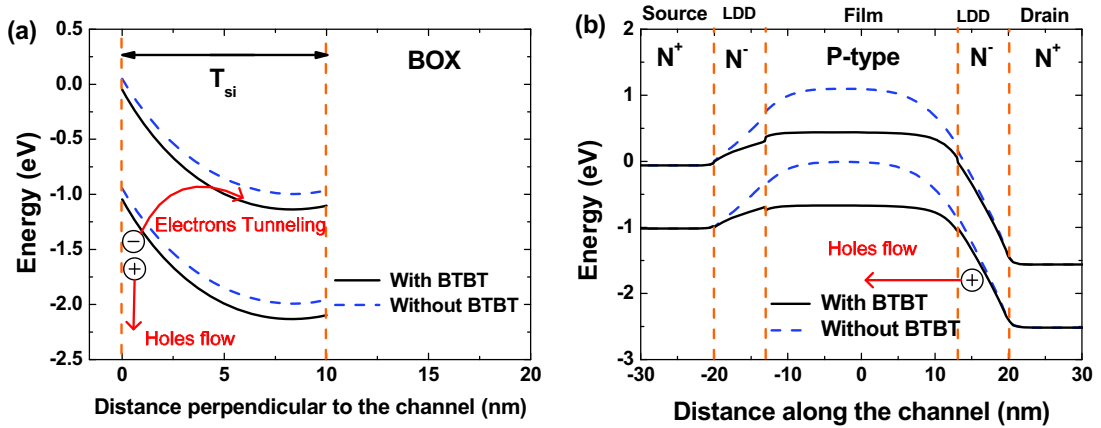 (a)
BOX
T si
Electrons Tunneling
−
+
Holes flow
With BTBT
Without BTBT
Energy (eV)
0.5
0.0
-0.5
-1.0
-1.5
-2.0
-2.5
0 5 10 15 20
Distance perpendicular to the channel (nm)
(b)
Source LDD Film LDD Drain
N+ N- P-type N- N+
Holes flow
+
With BTBT
Without BTBT
Energy (eV)
2
1
0
-1
-2
-3
-30 -20 -10 0 10 20 30
Distance along the channel (nm)